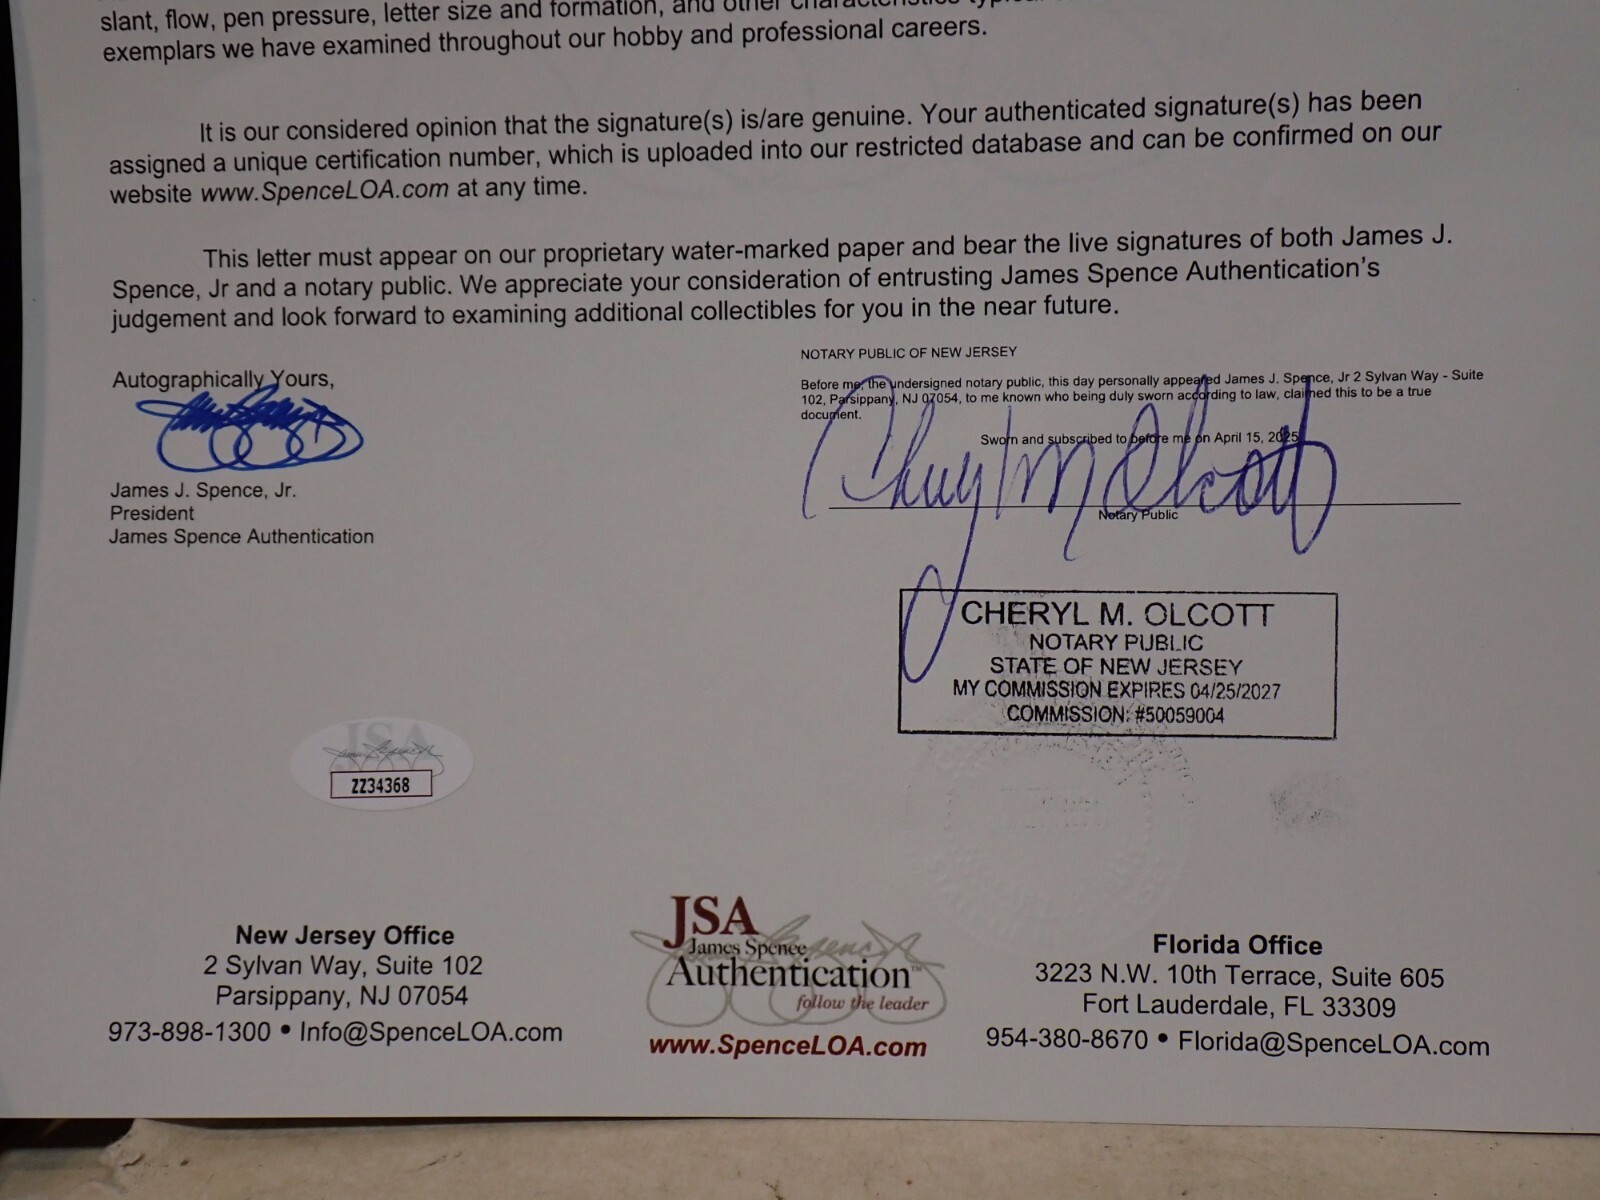 slant, flow, pen pressure, letter size and formation, and other characteristics
exemplars we have examined throughout our hobby and professional careers.
It is our considered opinion that the signature(s) is/are genuine. Your authenticated signature(s) has been
assigned a unique certification number, which is uploaded into our restricted database and can be confirmed on our
website www.SpenceLOA.com at any time.
This letter must appear on our proprietary water-marked paper and bear the live signatures of both James J.
Spence, Jr and a notary public. We appreciate your consideration of entrusting James Spence Authentication's
judgement and look forward to examining additional collectibles for you in the near future.
Autographically Yours,
James J. Spence, Jr.
President
James Spence Authentication
NOTARY PUBLIC OF NEW JERSEY
Before me, the undersigned notary public, this day personally appeared James J. Spence, Jr 2 Sylvan Way - Suite
102, Parsippany, NJ 07054, to me known who being duly sworn according to law, claimed this to be a true
document.
Sworn and subscribed to before me on April 15, 2025
Cheryl M Olcott
Notary Public
CHERYL M. OLCOTT
NOTARY PUBLIC
STATE OF NEW JERSEY
MY COMMISSION EXPIRES 04/25/2027
COMMISSION: #50059004
JSA
ZZ34368
New Jersey Office
2 Sylvan Way, Suite 102
Parsippany, NJ 07054
973-898-1300 • Info@SpenceLOA.com
JSA
James Spence
Authentication™
follow the leader
www.SpenceLOA.com
Florida Office
3223 N.W. 10th Terrace, Suite 605
Fort Lauderdale, FL 33309
954-380-8670 • Florida@SpenceLOA.com